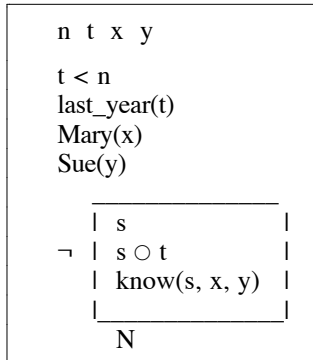 n t x y
t < n
last_year(t)
Mary(x)
Sue(y)
s
¬ s ○ t
know(s, x, y)
N